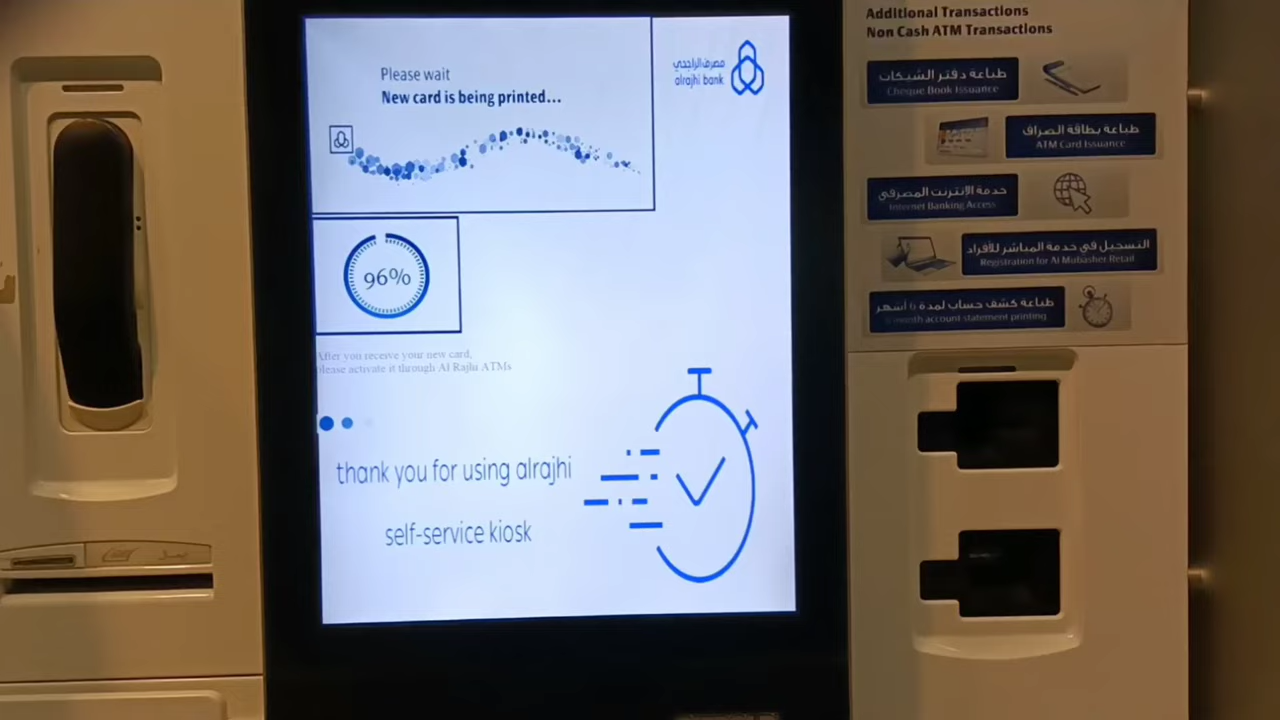 Please wait
New card is being printed...
مصرف الراجحي
alrajhi bank
96%
After you receive your new card,
please activate it through Al Rajhi ATMs
thank you for using alrajhi
self-service kiosk
Additional Transactions
Non Cash ATM Transactions
طباعة دفتر الشيكات
Cheque Book Issuance
طباعة بطاقة الصراف
ATM Card Issuance
خدمة الانترنت المصرفي
Internet Banking Access
التسجيل في خدمة المباشر للأفراد
Registration for Al Mubasher Retail
طباعة كشف حساب لمدة 6 أشهر
6 month account statement printing